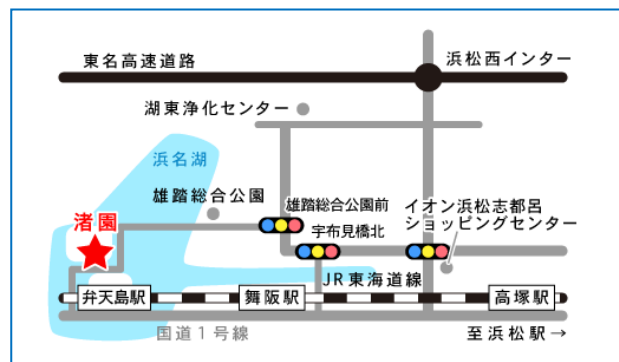 東名高速道路
浜松西インター
湖東浄化センター
浜名湖
雄踏総合公園
雄踏総合公園前
渚園
宇布見橋北
イオン浜松志都呂
ショッピングセンター
JR東海道線
弁天島駅
舞阪駅
高塚駅
国道1号線
至浜松駅→